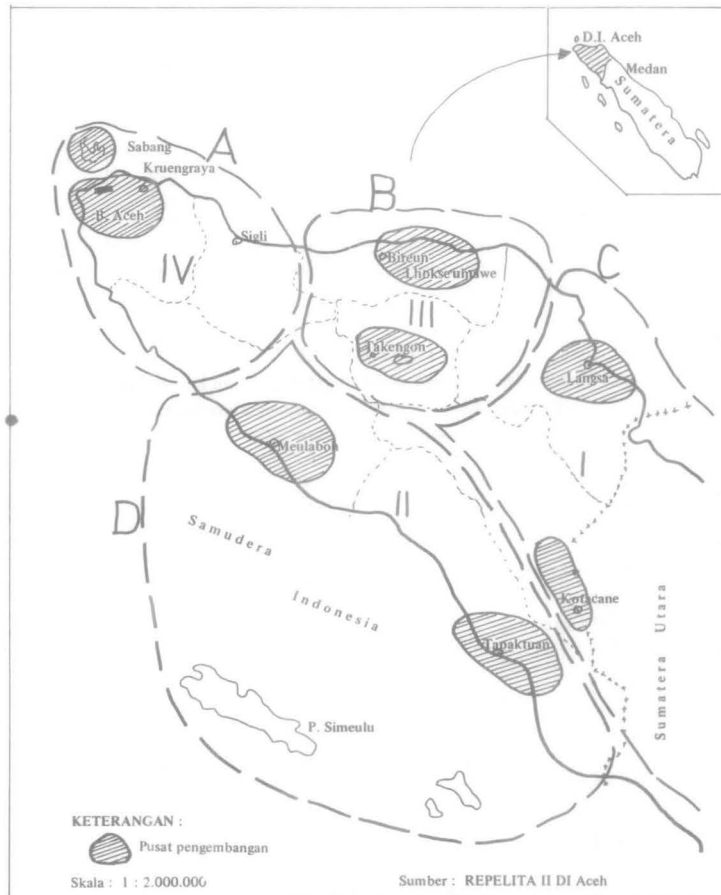 D.I. Aceh
Medan
Sumatera
A
Sabang
Kruengraya
B. Aceh
Sigli
IV
B
Bireun
Lhokseumawe
III
Takengon
C
Langsa
I
Meulaboh
II
D
Samudera
Indonesia
Kotacane
Tapaktuan
Sumatera Utara
P. Simeulu
KETERANGAN :
Pusat pengembangan
Skala : 1 : 2.000.000
Sumber : REPELITA II DI Aceh